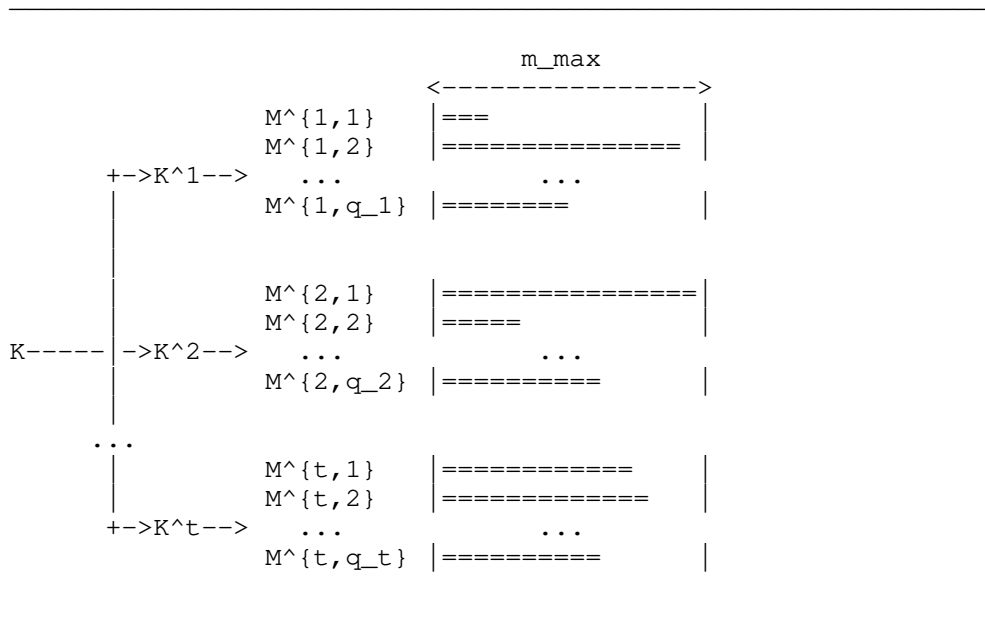 m_max
                          <---------------->
                M^{1,1}   |===             |
                M^{1,2}   |=============== |
      +->K^1-->   ...            ...
      |         M^{1,q_1} |========        |
      |
      |
      |         M^{2,1}   |================|
      |         M^{2,2}   |=====           |
K-----|->K^2-->   ...            ...
      |         M^{2,q_2} |==========      |
      |
     ...
      |         M^{t,1}   |============    |
      |         M^{t,2}   |=============   |
      +->K^t-->   ...            ...
                M^{t,q_t} |==========      |